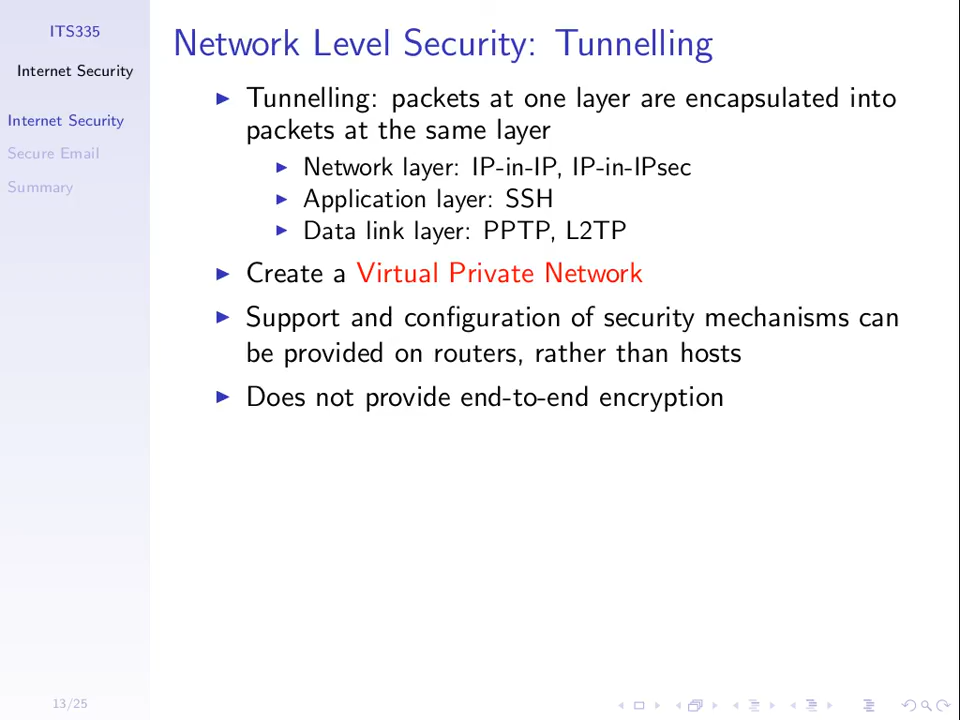 ITS335
Internet Security
Internet Security
Secure Email
Summary
Network Level Security: Tunnelling
Tunnelling: packets at one layer are encapsulated into
packets at the same layer
Network layer: IP-in-IP, IP-in-IPsec
Application layer: SSH
Data link layer: PPTP, L2TP
Create a Virtual Private Network
Support and configuration of security mechanisms can
be provided on routers, rather than hosts
Does not provide end-to-end encryption
13/25